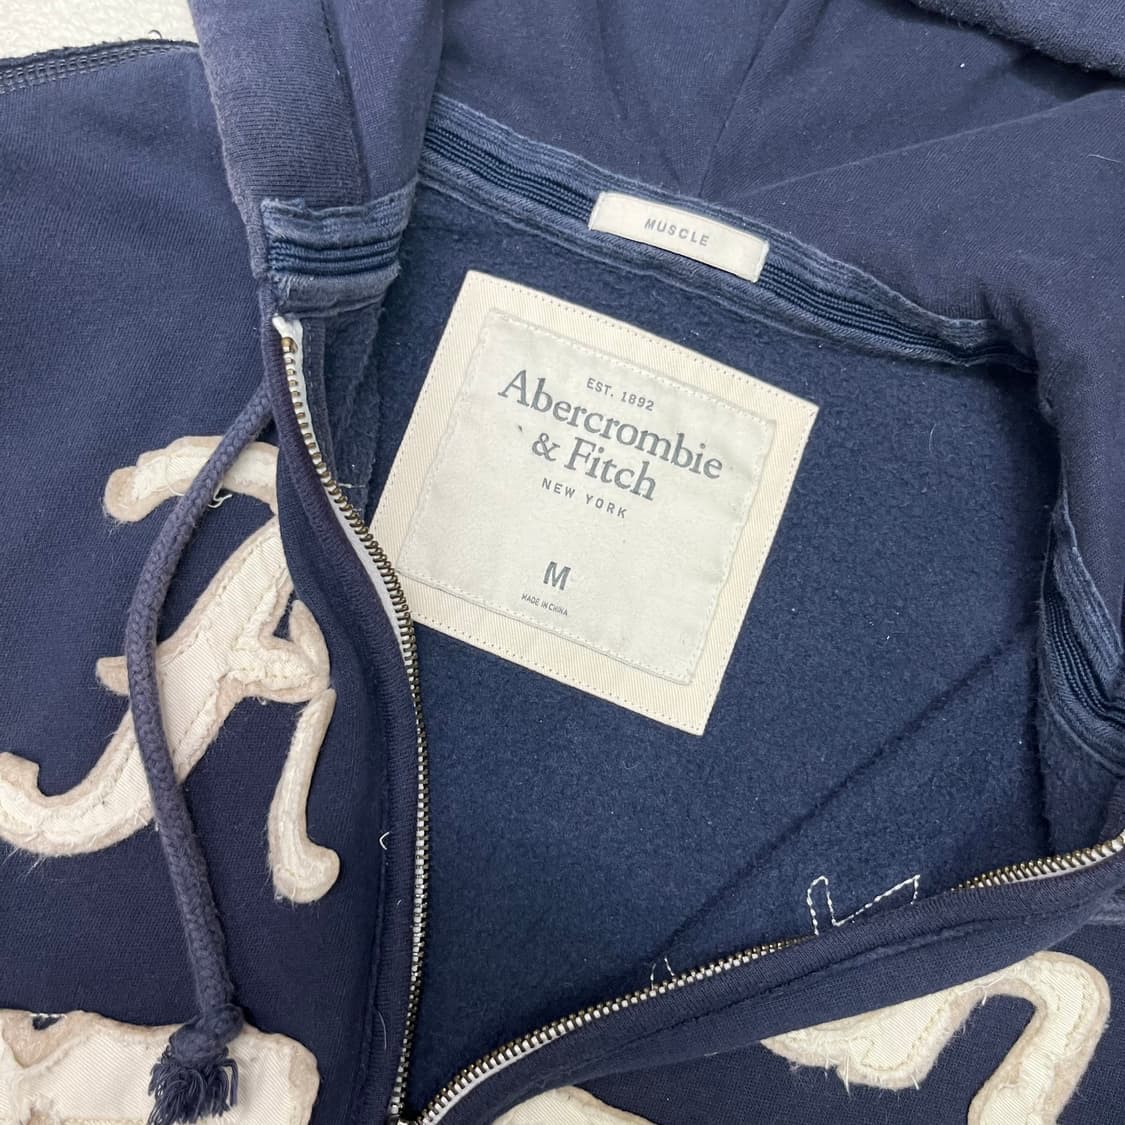 MUSCLE
EST. 1892
Abercrombie
& Fitch
NEW YORK
M
MADE IN CHINA
A